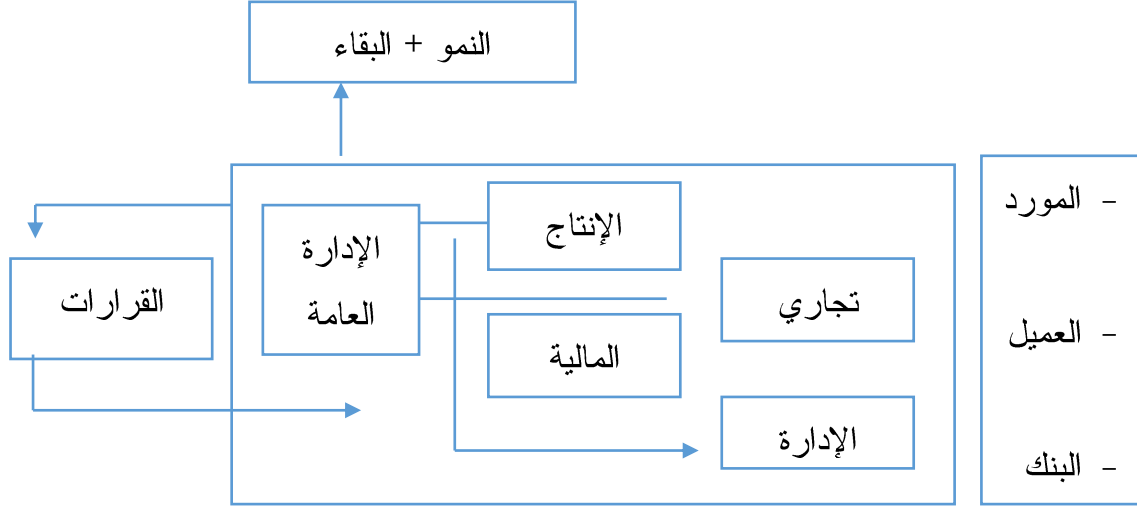 النمو + البقاء
- المورد
الإنتاج
الإدارة
العامة
تجاري
القرارات
- العميل
المالية
الإدارة
- البنك